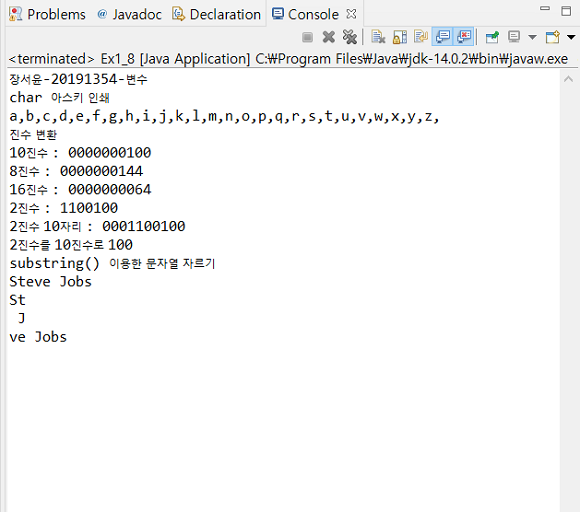 Problems @ Javadoc Declaration Console
<terminated> Ex1_8 [Java Application] C:₩Program Files₩Java₩jdk-14.0.2₩bin₩javaw.exe
장서윤-20191354-변수
char 아스키 인쇄
a,b,c,d,e,f,g,h,i,j,k,l,m,n,o,p,q,r,s,t,u,v,w,x,y,z,
진수 변환
10진수 : 0000000100
8진수 : 0000000144
16진수 : 0000000064
2진수 : 1100100
2진수 10자리 : 0001100100
2진수를 10진수로 100
substring() 이용한 문자열 자르기
Steve Jobs
St
 J
ve Jobs